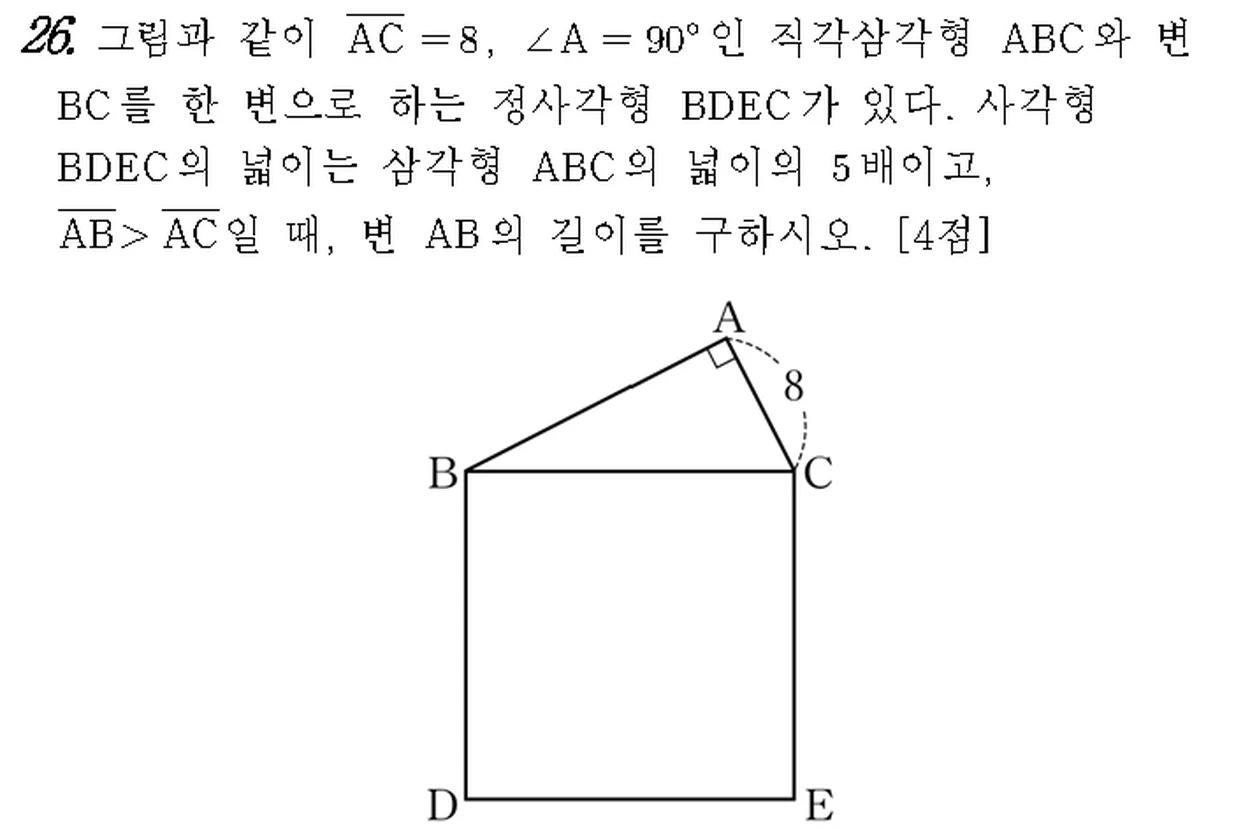 26. 그림과 같이 AC = 8, ∠A = 90°인 직각삼각형 ABC와 변
BC를 한 변으로 하는 정사각형 BDEC가 있다. 사각형
BDEC의 넓이는 삼각형 ABC의 넓이의 5배이고,
AB > AC일 때, 변 AB의 길이를 구하시오. [4점]
A
8
B
C
D
E